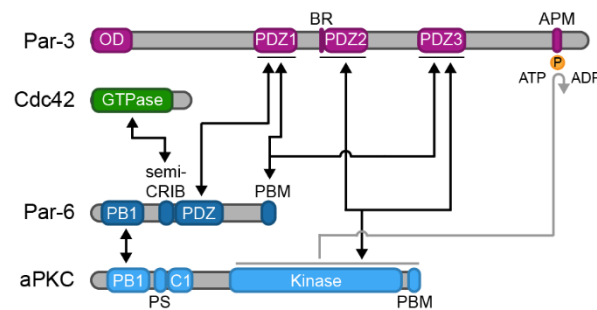 BR APM
Par-3 OD PDZ1 PDZ2 PDZ3
P
ATP ADP
Cdc42 GTPase
semi-
CRIB PBM
Par-6 PB1 PDZ
aPKC PB1 C1 Kinase
PS PBM